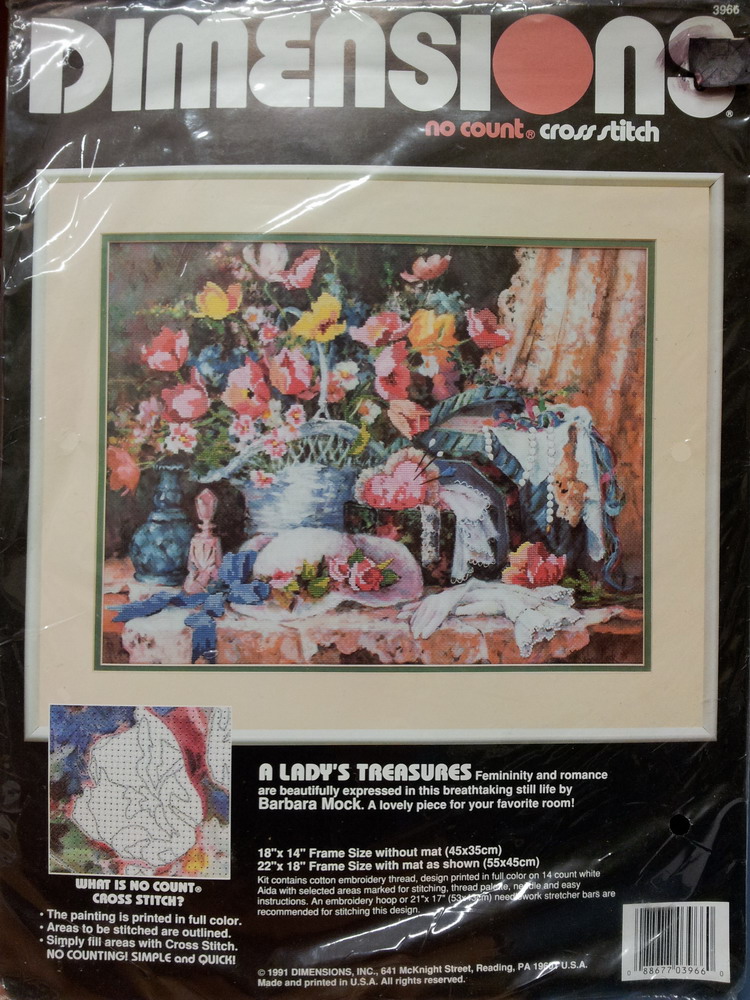 3966
DIMENSIONS®
no count® cross stitch
A LADY'S TREASURES Femininity and romance
are beautifully expressed in this breathtaking still life by
Barbara Mock. A lovely piece for your favorite room!
18"x 14" Frame Size without mat (45x35cm)
22"x 18" Frame Size with mat as shown (55x45cm)
Kit contains cotton embroidery thread, design printed in full color on 14 count white
Aida with selected areas marked for stitching, thread palette, needle and easy
instructions. An embroidery hoop or 21"x 17" (53x43cm) needlework stretcher bars are
recommended for stitching this design.
WHAT IS NO COUNT®
CROSS STITCH?
• The painting is printed in full color.
• Areas to be stitched are outlined.
• Simply fill areas with Cross Stitch.
NO COUNTING! SIMPLE and QUICK!
© 1991 DIMENSIONS, INC., 641 McKnight Street, Reading, PA 19601 U.S.A.
Made and printed in U.S.A. All rights reserved.
0 88677 03966 0